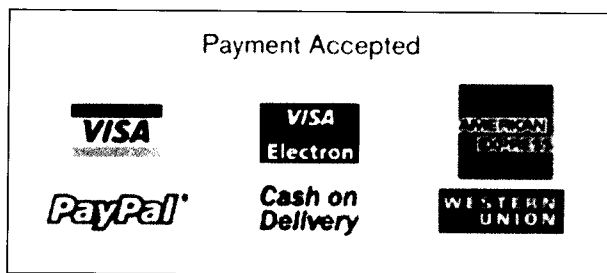 Payment Accepted
VISA
VISA
Electron
AMERICAN
EXPRESS
PayPal
Cash on
Delivery
WESTERN
UNION